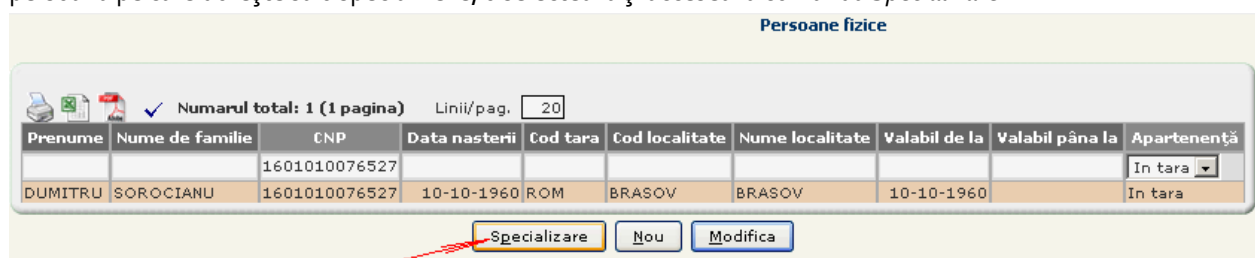 Persoane fizice
Numarul total: 1 (1 pagina) Linii/pag. 20
Prenume Nume de familie CNP Data nasterii Cod tara Cod localitate Nume localitate Valabil de la Valabil pâna la Apartenenţă
1601010076527 In tara
DUMITRU SOROCIANU 1601010076527 10-10-1960 ROM BRASOV BRASOV 10-10-1960 In tara
Specializare Nou Modifica